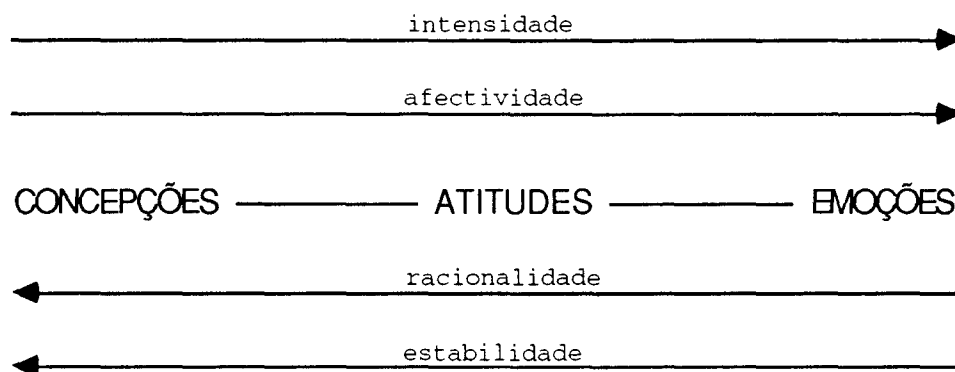 intensidade
afectividade
CONCEPÇÕES ATITUDES EMOÇÕES
racionalidade
estabilidade